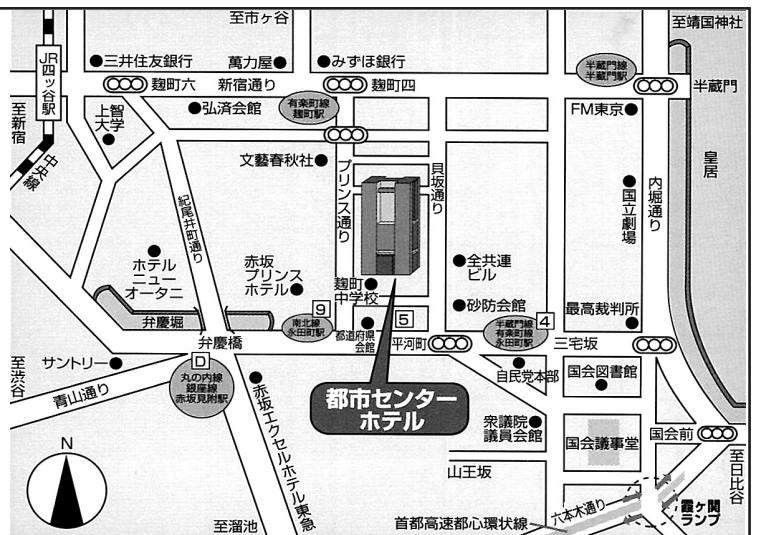 至市ヶ谷
至靖国神社
JR四ッ谷駅
三井住友銀行
萬力屋
みずほ銀行
半蔵門線
半蔵門駅
麹町六
新宿通り
麹町四
半蔵門
至新宿
上智
大学
弘済会館
有楽町線
麹町駅
FM東京
中央線
文藝春秋社
プリンス通り
貝坂通り
皇居
国立劇場
内堀通り
紀尾井町通り
ホテル
ニュー
オータニ
赤坂
プリンス
ホテル
麹町
中学校
全共連
ビル
砂防会館
最高裁判所
弁慶堀
9
南北線
永田町駅
5
4
半蔵門線
有楽町線
永田町駅
弁慶橋
都道府県
会館
平河町
三宅坂
至渋谷
サントリー
D
丸の内線
銀座線
赤坂見附駅
青山通り
自民党本部
国会図書館
都市センター
ホテル
赤坂エクセルホテル東急
衆議院
議員会館
国会議事堂
国会前
至日比谷
N
山王坂
六本木通り
霞ヶ関
ランプ
至溜池
首都高速都心環状線